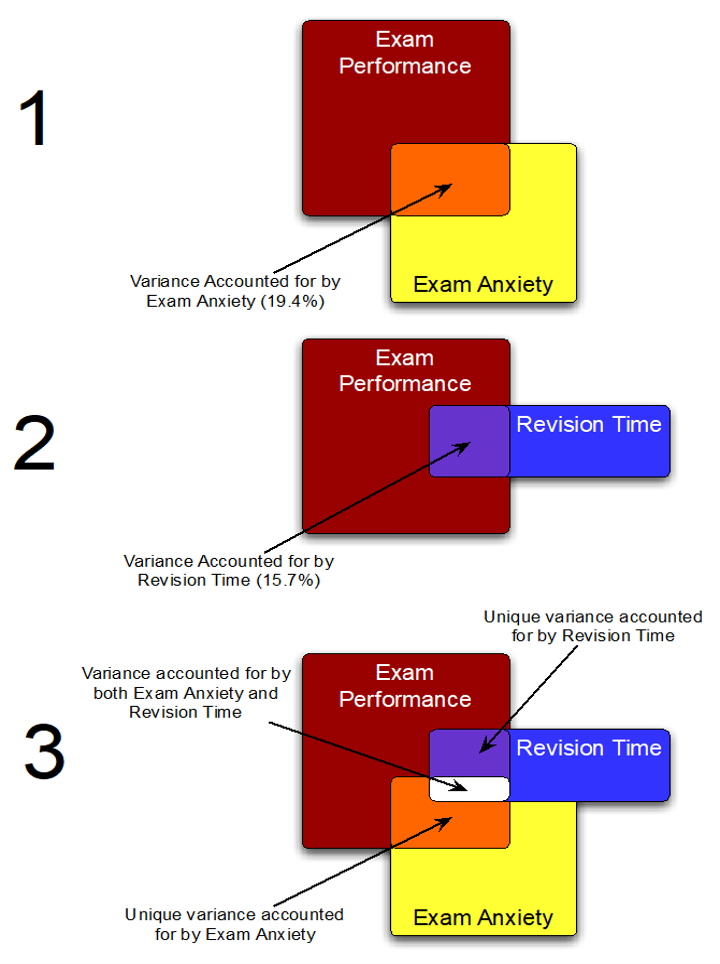 1
Exam
Performance
Exam Anxiety
Variance Accounted for by
Exam Anxiety (19.4%)
2
Exam
Performance
Revision Time
Variance Accounted for by
Revision Time (15.7%)
3
Unique variance accounted
for by Revision Time
Variance accounted for by
both Exam Anxiety and
Revision Time
Exam
Performance
Revision Time
Unique variance accounted
for by Exam Anxiety
Exam Anxiety